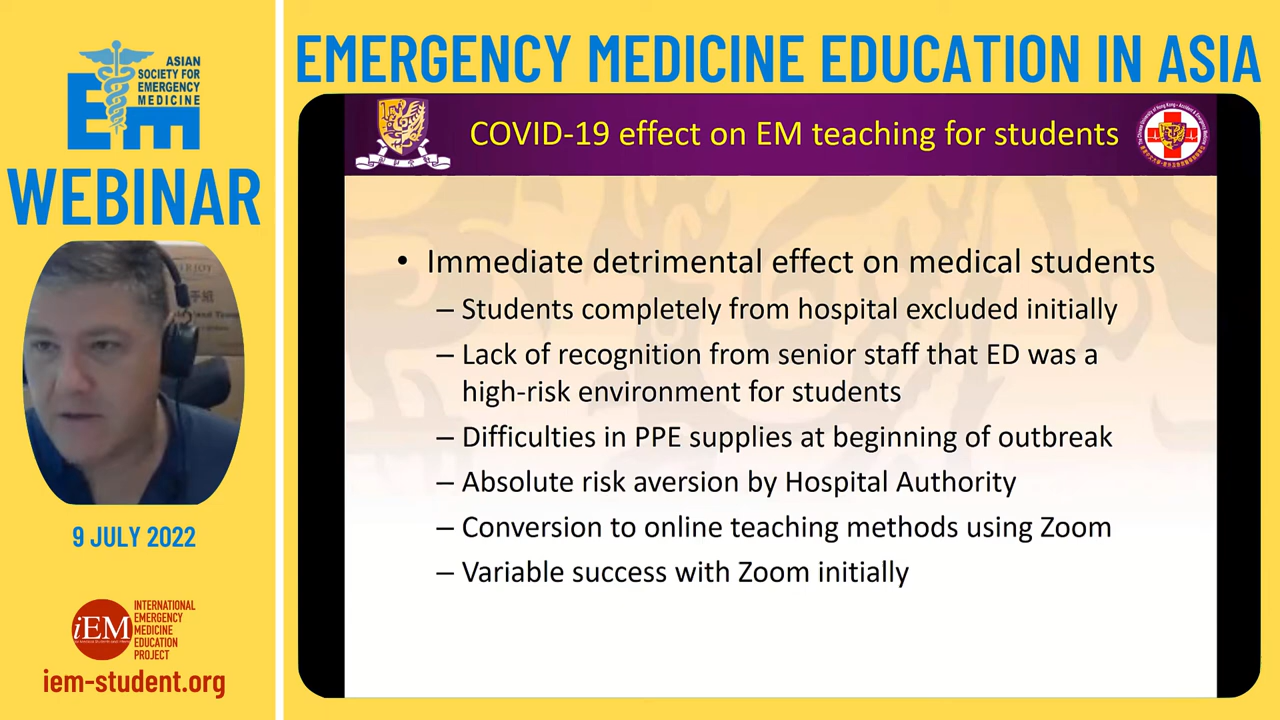 ASIAN
SOCIETY FOR
EMERGENCY
MEDICINE
EM
WEBINAR
9 JULY 2022
iEM
INTERNATIONAL
EMERGENCY
MEDICINE
EDUCATION
PROJECT
iem-student.org
EMERGENCY MEDICINE EDUCATION IN ASIA
COVID-19 effect on EM teaching for students
• Immediate detrimental effect on medical students
– Students completely from hospital excluded initially
– Lack of recognition from senior staff that ED was a
high-risk environment for students
– Difficulties in PPE supplies at beginning of outbreak
– Absolute risk aversion by Hospital Authority
– Conversion to online teaching methods using Zoom
– Variable success with Zoom initially